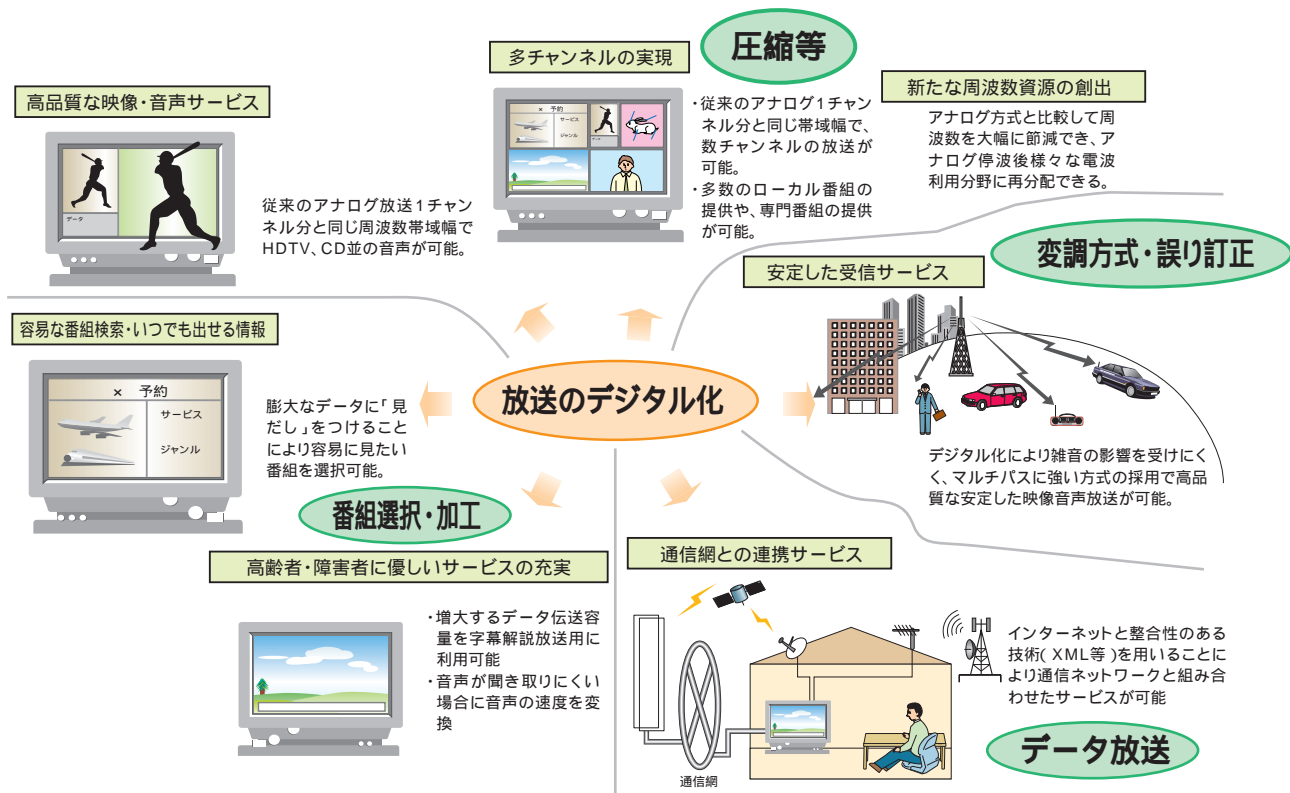 圧縮等
多チャンネルの実現
× 予約
サービス
ジャンル
データ
・従来のアナログ1チャン
ネル分と同じ帯域幅で、
数チャンネルの放送が
可能。
・多数のローカル番組の
提供や、専門番組の提供
が可能。
新たな周波数資源の創出
アナログ方式と比較して周
波数を大幅に節減でき、ア
ナログ停波後様々な電波
利用分野に再分配できる。
高品質な映像・音声サービス
データ
従来のアナログ放送1チャン
ネル分と同じ周波数帯域幅で
HDTV、CD並の音声が可能。
変調方式・誤り訂正
安定した受信サービス
デジタル化により雑音の影響を受けにく
く、マルチパスに強い方式の採用で高品
質な安定した映像音声放送が可能。
容易な番組検索・いつでも出せる情報
× 予約
サービス
ジャンル
膨大なデータに「見
だし」をつけること
により容易に見たい
番組を選択可能。
放送のデジタル化
番組選択・加工
高齢者・障害者に優しいサービスの充実
・増大するデータ伝送容
量を字幕解説放送用に
利用可能
・音声が聞き取りにくい
場合に音声の速度を変
換
通信網との連携サービス
通信網
インターネットと整合性のある
技術(XML等)を用いることに
より通信ネットワークと組み合
わせたサービスが可能
データ放送